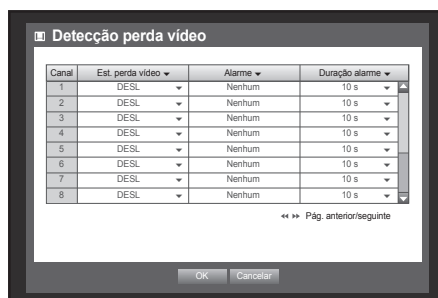 Detecção perda vídeo
Canal Est. perda vídeo Alarme Duração alarme
1 DESL Nenhum 10 s
2 DESL Nenhum 10 s
3 DESL Nenhum 10 s
4 DESL Nenhum 10 s
5 DESL Nenhum 10 s
6 DESL Nenhum 10 s
7 DESL Nenhum 10 s
8 DESL Nenhum 10 s
Pág. anterior/seguinte
OK Cancelar